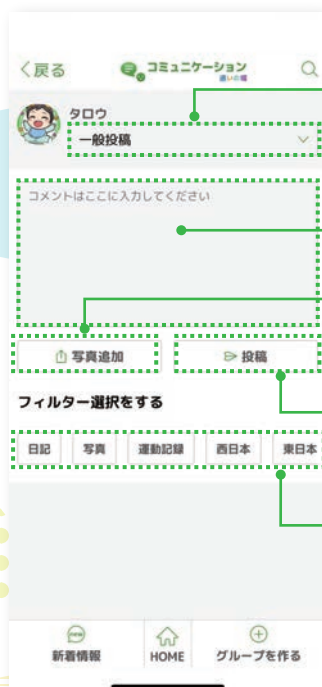 戻る
コミュニケーション
憩いの場
タロウ
一般投稿
コメントはここに入力してください
写真追加
投稿
フィルター選択をする
日記 写真 運動記録 西日本 東日本
new
新着情報 HOME グループを作る